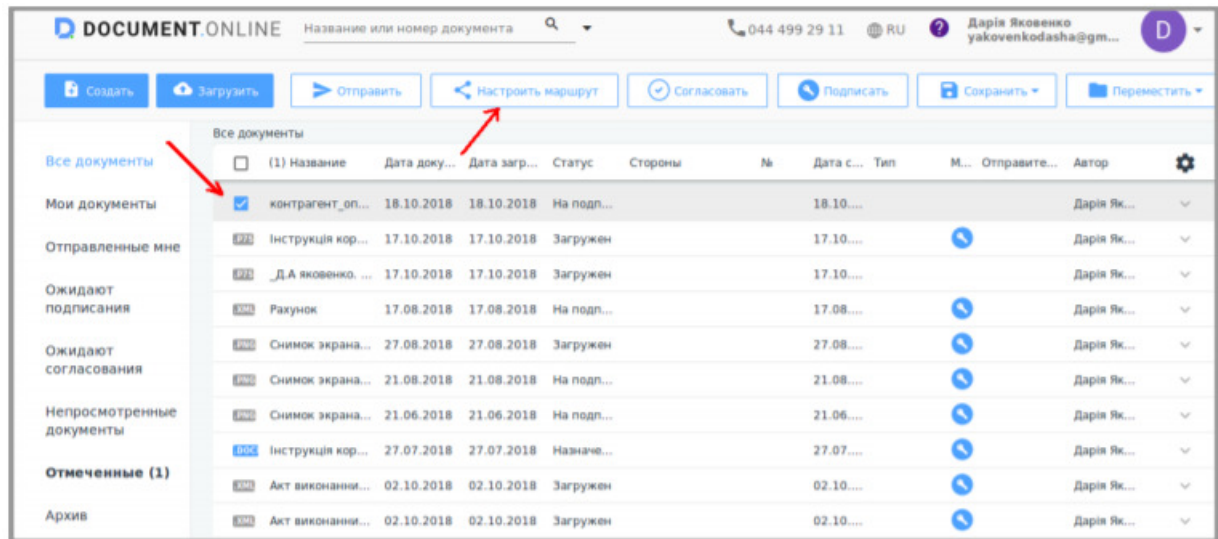 DOCUMENT.ONLINE Название или номер документа 044 499 29 11 RU ? Дарія Яковенко
yakovenkodasha@gm... D
Создать Загрузить Отправить Настроить маршрут Согласовать Подписать Сохранить Переместить
Все документы
Все документы
Мои документы
Отправленные мне
Ожидают
подписания
Ожидают
согласования
Непросмотренные
документы
Отмеченные (1)
Архив
(1) Название Дата доку... Дата загр... Статус Стороны № Дата с... Тип М... Отправите... Автор
контрагент_оп... 18.10.2018 18.10.2018 На подп... 18.10.... Дарія Як...
Інструкція кор... 17.10.2018 17.10.2018 Загружен 17.10.... Дарія Як...
_Д.А яковенко. ... 17.10.2018 17.10.2018 Загружен 17.10.... Дарія Як...
XML Рахунок 17.08.2018 17.08.2018 На подп... 17.08.... Дарія Як...
PNG Снимок экрана... 27.08.2018 27.08.2018 Загружен 27.08.... Дарія Як...
PNG Снимок экрана... 21.08.2018 21.08.2018 На подп... 21.08.... Дарія Як...
PNG Снимок экрана... 21.06.2018 21.06.2018 На подп... 21.06.... Дарія Як...
DOC Інструкція кор... 27.07.2018 27.07.2018 Назначе... 27.07.... Дарія Як...
XML Акт виконанни... 02.10.2018 02.10.2018 Загружен 02.10.... Дарія Як...
XML Акт виконанни... 02.10.2018 02.10.2018 Загружен 02.10.... Дарія Як...